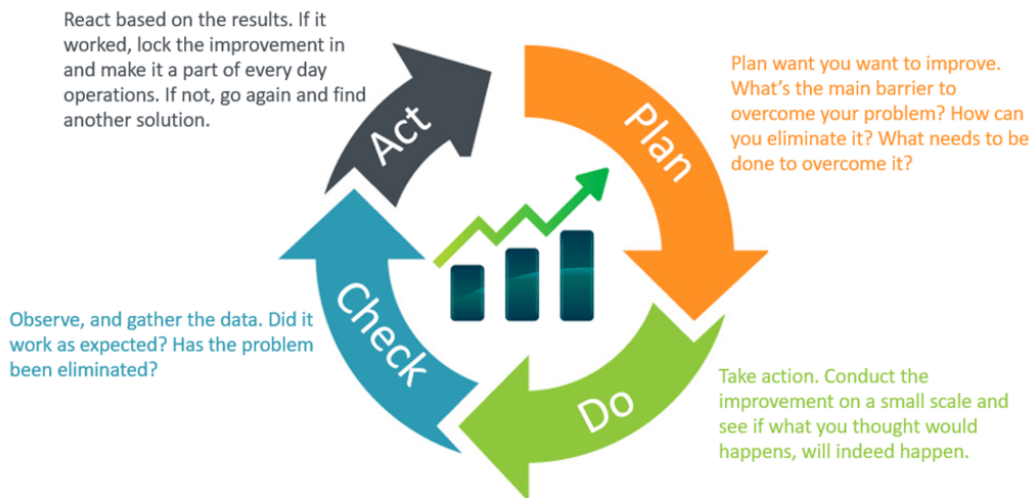 React based on the results. If it
worked, lock the improvement in
and make it a part of every day
operations. If not, go again and find
another solution.
Act
Plan
Plan want you want to improve.
What's the main barrier to
overcome your problem? How can
you eliminate it? What needs to be
done to overcome it?
Check
Observe, and gather the data. Did it
work as expected? Has the problem
been eliminated?
Do
Take action. Conduct the
improvement on a small scale and
see if what you thought would
happens, will indeed happen.